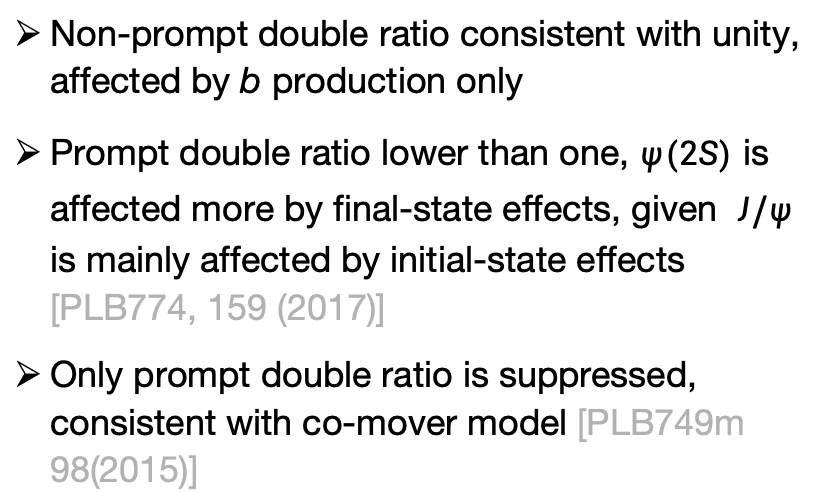 ➢ Non-prompt double ratio consistent with unity,
affected by b production only
➢ Prompt double ratio lower than one, ψ(2S) is
affected more by final-state effects, given J/ψ
is mainly affected by initial-state effects
[PLB774, 159 (2017)]
➢ Only prompt double ratio is suppressed,
consistent with co-mover model [PLB749m
98(2015)]